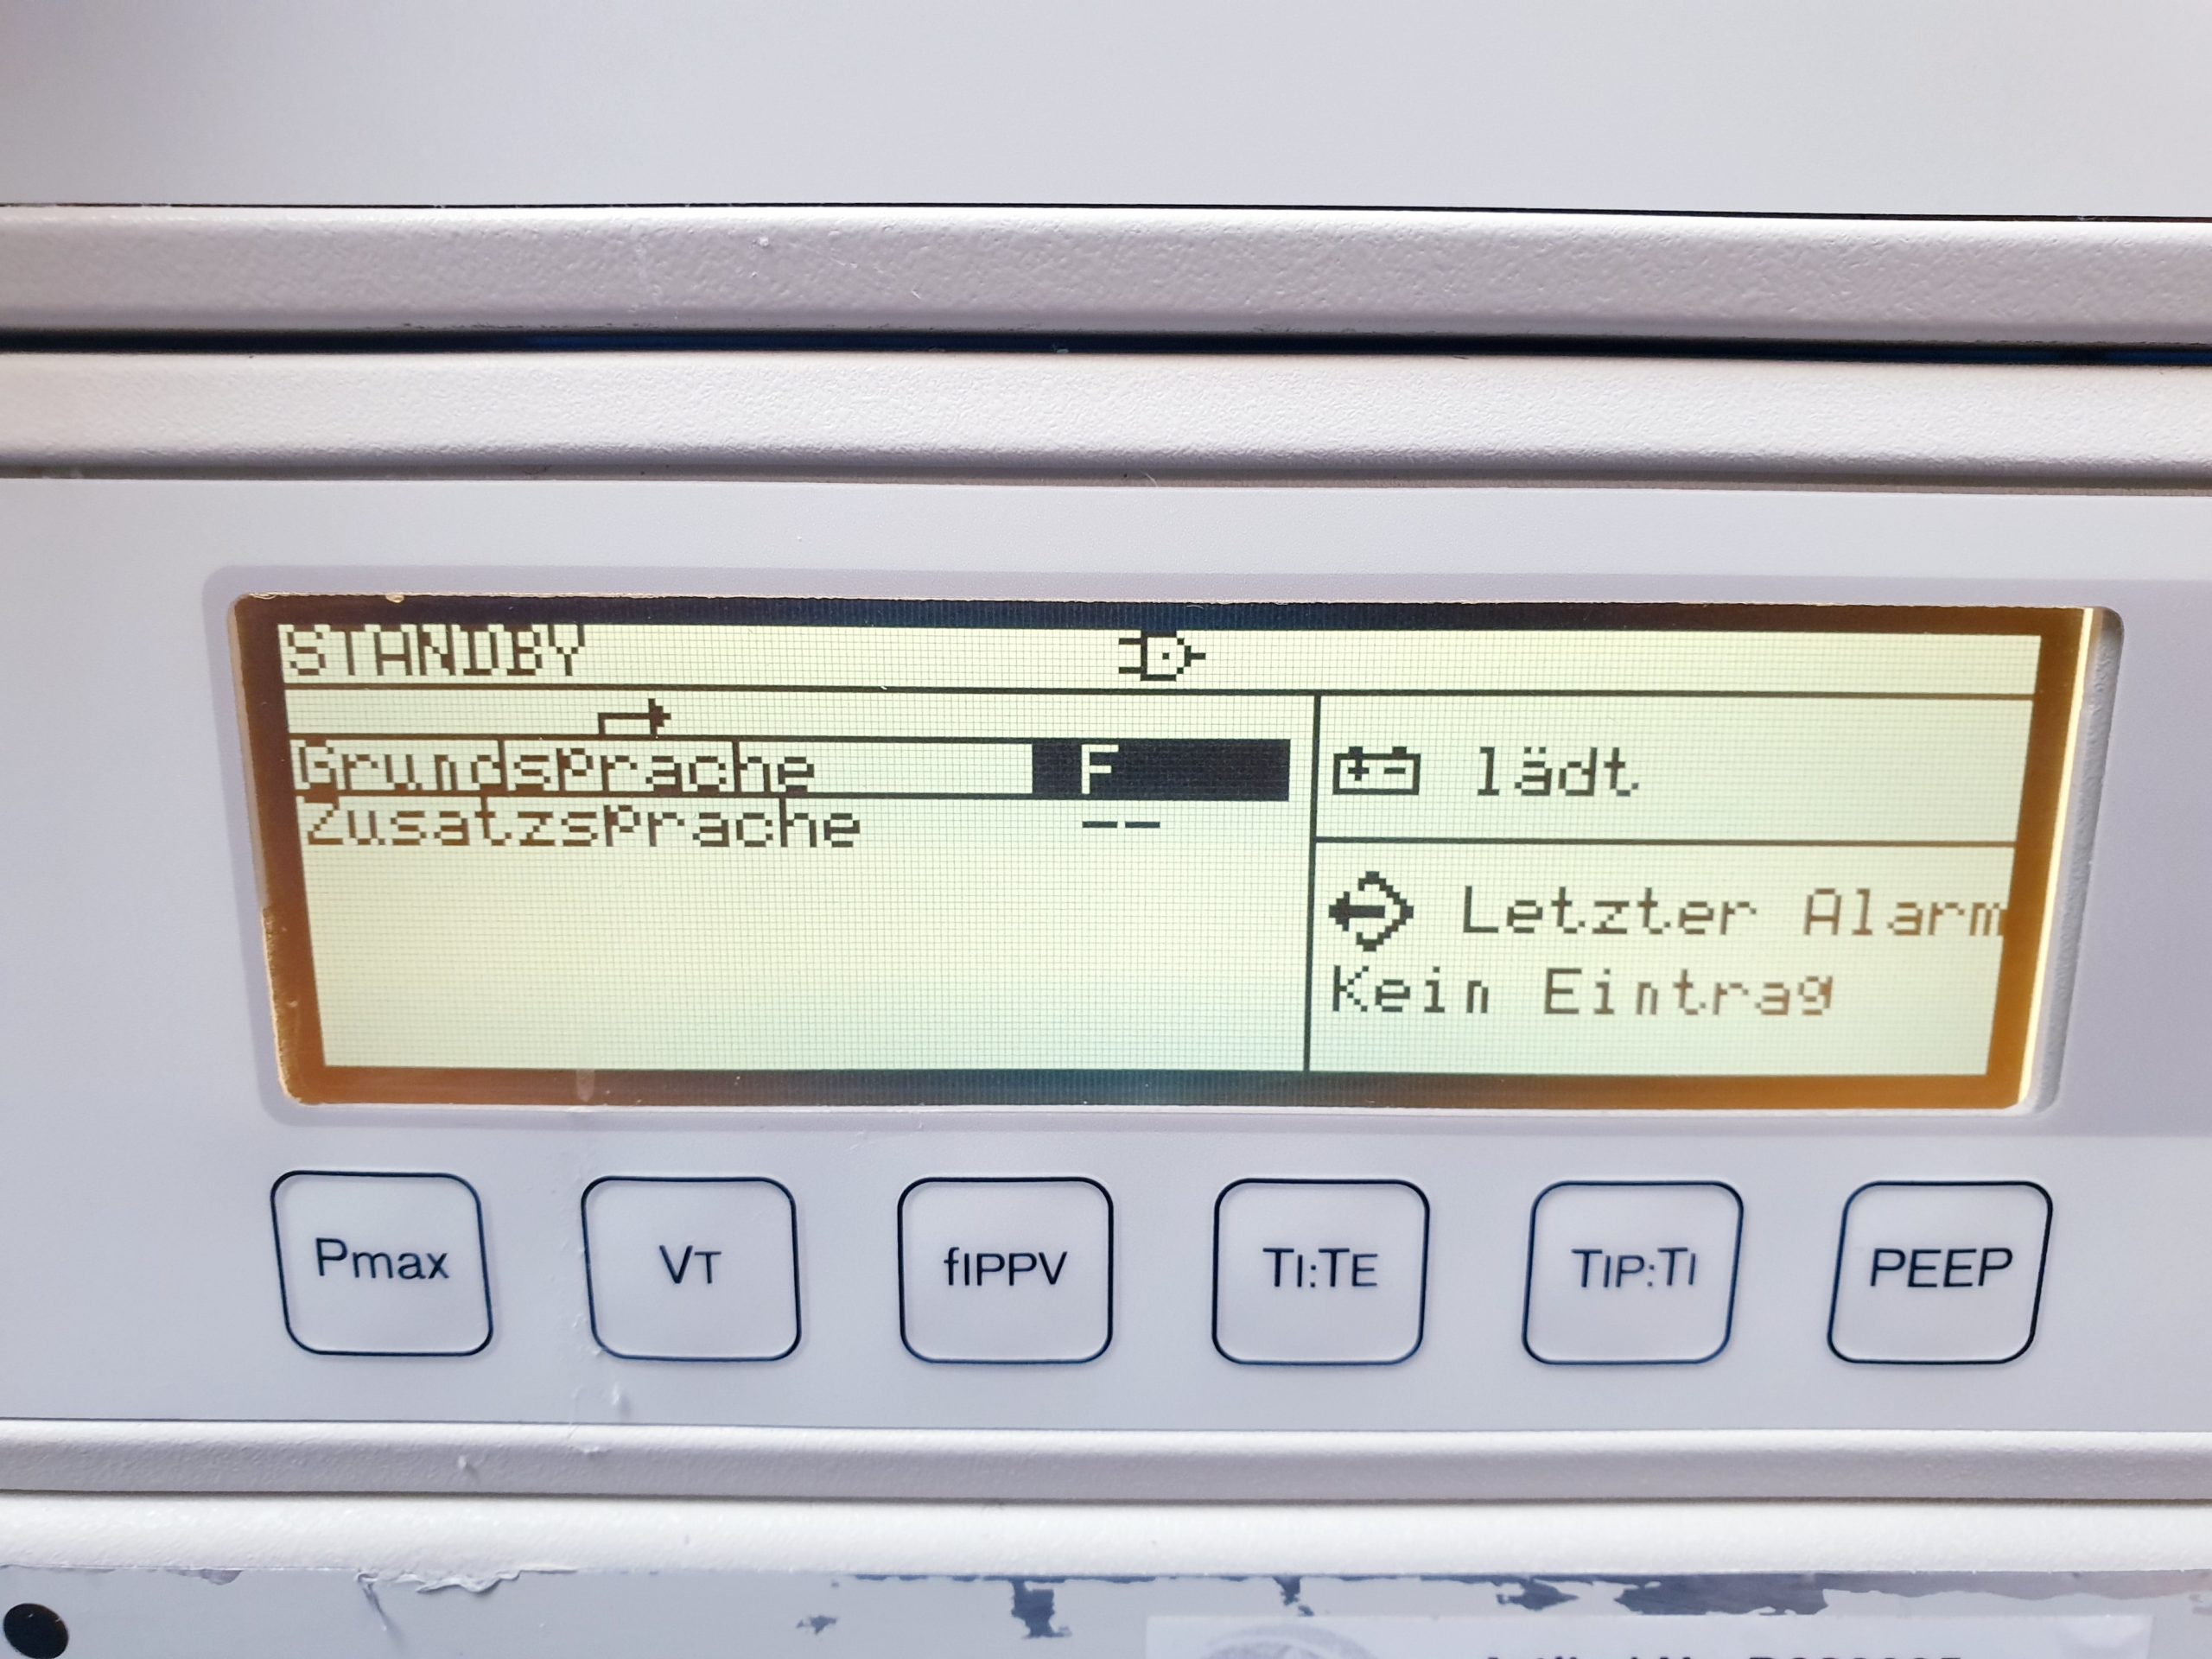 STANDBY
Grundsprache F
Zusatzsprache --
lädt
Letzter Alarm
Kein Eintrag
Pmax
VT
fIPPV
TI:TE
TIP:TI
PEEP